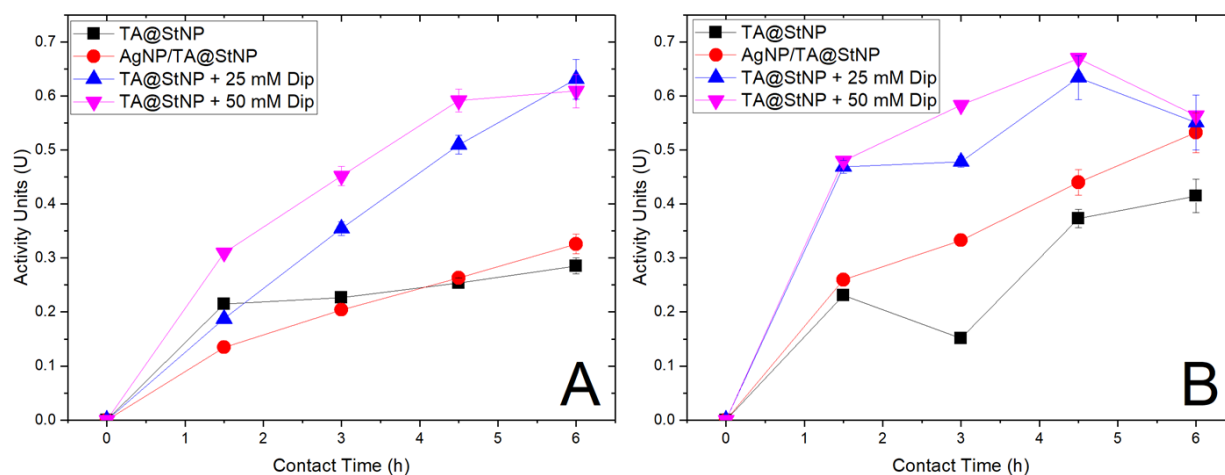 TA@StNP
AgNP/TA@StNP
TA@StNP + 25 mM Dip
TA@StNP + 50 mM Dip
0.7
0.6
0.5
0.4
0.3
0.2
0.1
0.0
Activity Units (U)
0 1 2 3 4 5 6
Contact Time (h)
A
TA@StNP
AgNP/TA@StNP
TA@StNP + 25 mM Dip
TA@StNP + 50 mM Dip
0.7
0.6
0.5
0.4
0.3
0.2
0.1
0.0
Activity Units (U)
0 1 2 3 4 5 6
Contact Time (h)
B